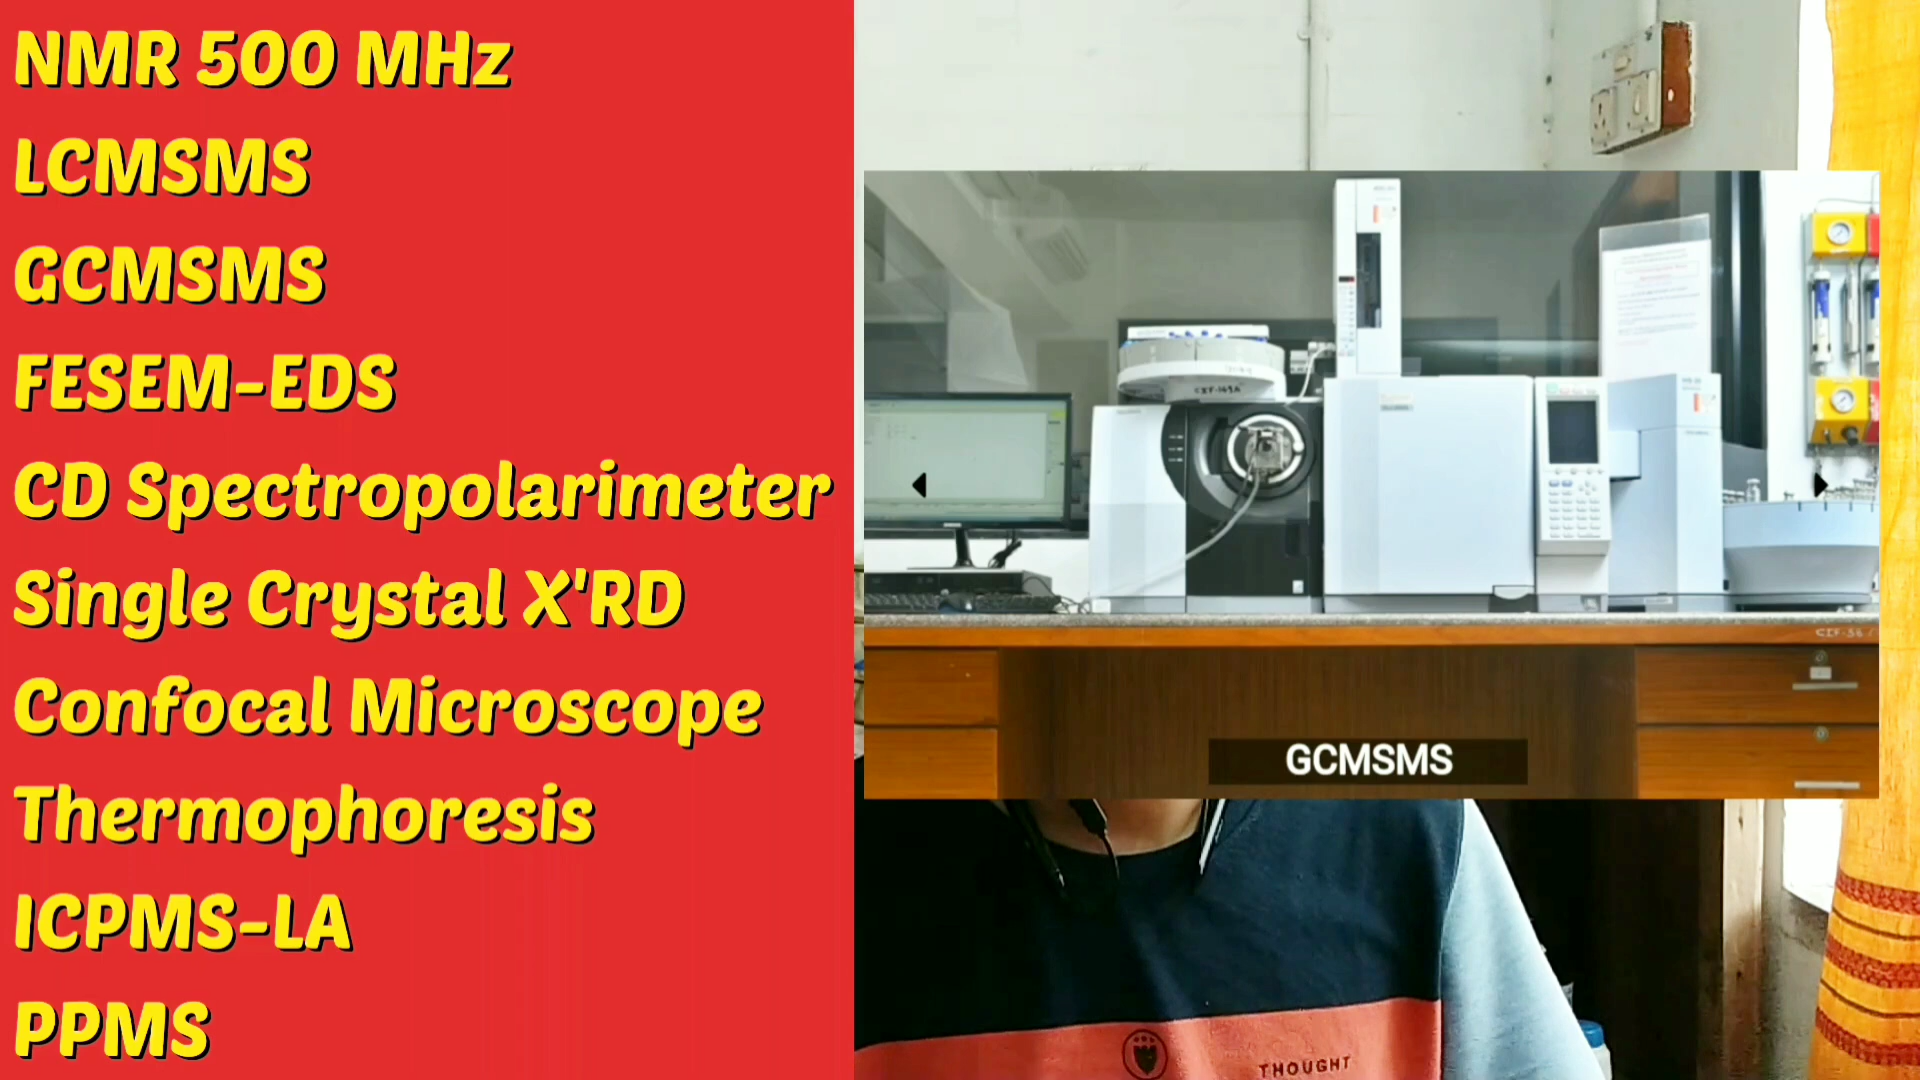 NMR 500 MHz
LCMSMS
GCMSMS
FESEM-EDS
CD Spectropolarimeter
Single Crystal X'RD
Confocal Microscope
Thermophoresis
ICPMS-LA
PPMS
GCMSMS
THOUGHT